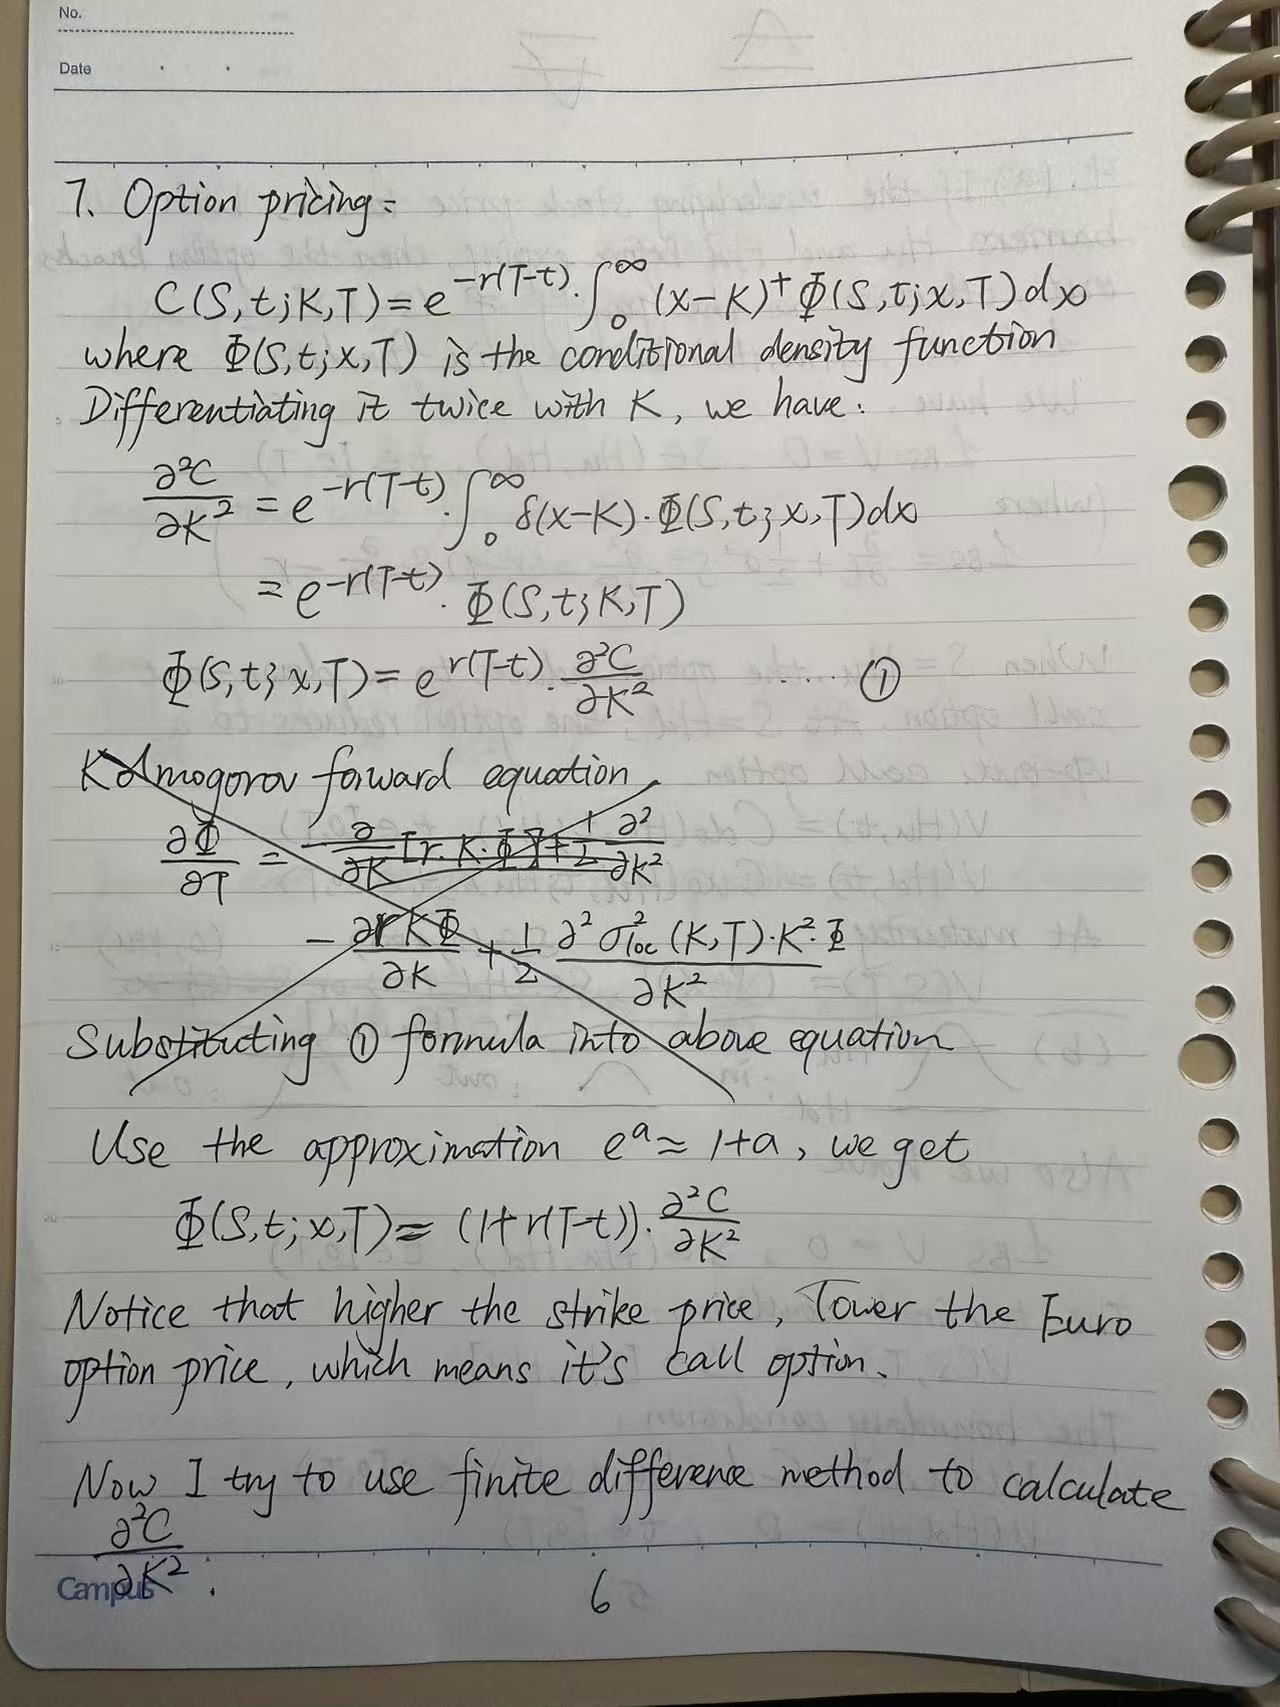 No.
Date
7. Option pricing:
C(S,t;K,T) = e^{-r(T-t)}·∫_0^∞ (x-K)^+ Φ(S,t;x,T)dx
where Φ(S,t;x,T) is the conditional density function
Differentiating it twice with K, we have:
∂²C/∂K² = e^{-r(T-t)}·∫_0^∞ δ(x-K)·Φ(S,t;x,T)dx
= e^{-r(T-t)}·Φ(S,t;K,T)
Φ(S,t;x,T) = e^{r(T-t)}·∂²C/∂K² ····①
Kolmogorov forward equation
∂Φ/∂T = -∂/∂K [r·K·Φ] + 1/2 ∂²/∂K²
- ∂rKΦ/∂K + 1/2 ∂²σ²_loc(K,T)·K²·Φ/∂K²
Substituting ① formula into above equation
Use the approximation e^a ≈ 1+a, we get
Φ(S,t;x,T) = (1+r(T-t))·∂²C/∂K²
Notice that higher the strike price, lower the Euro
option price, which means it's call option.
Now I try to use finite difference method to calculate
∂²C/∂K² :
Campus
6